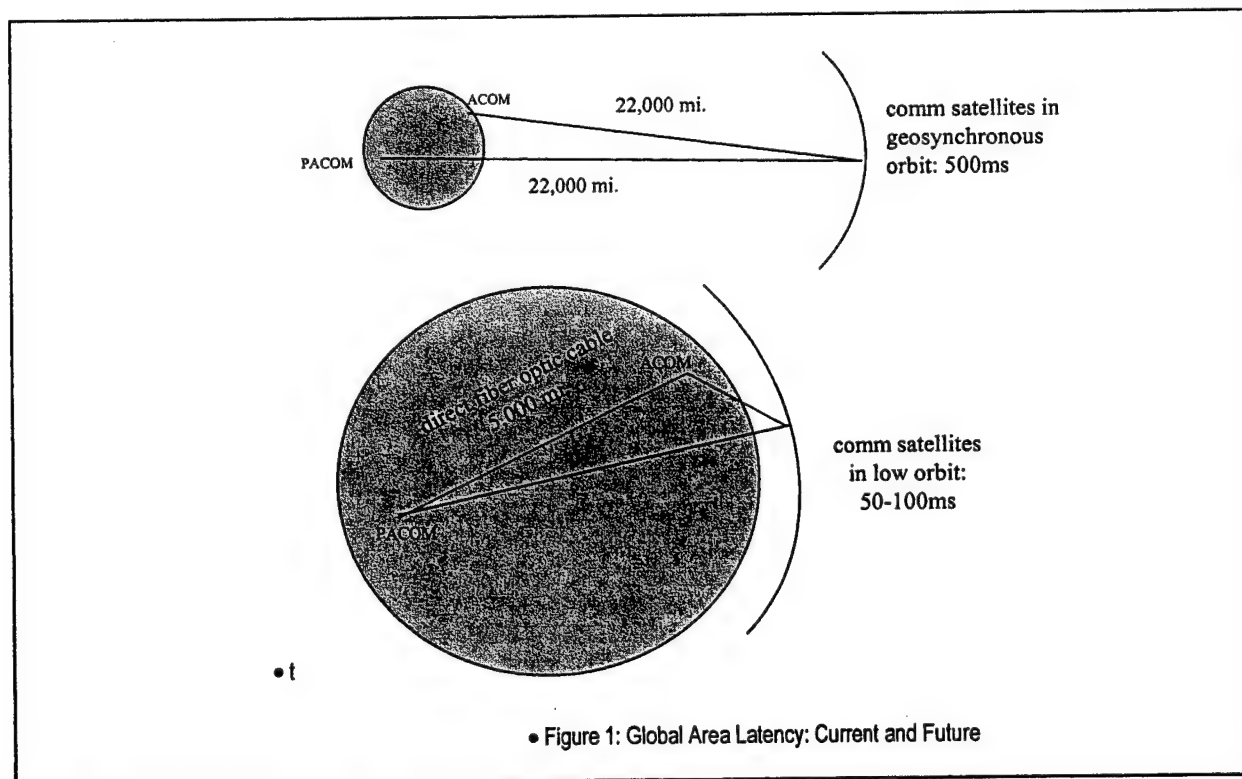 ACOM
22,000 mi.
PACOM
22,000 mi.
comm satellites in
geosynchronous
orbit: 500ms
direct fiber optic cable
5,000 mi.
ACOM
PACOM
comm satellites
in low orbit:
50-100ms
• t
• Figure 1: Global Area Latency: Current and Future